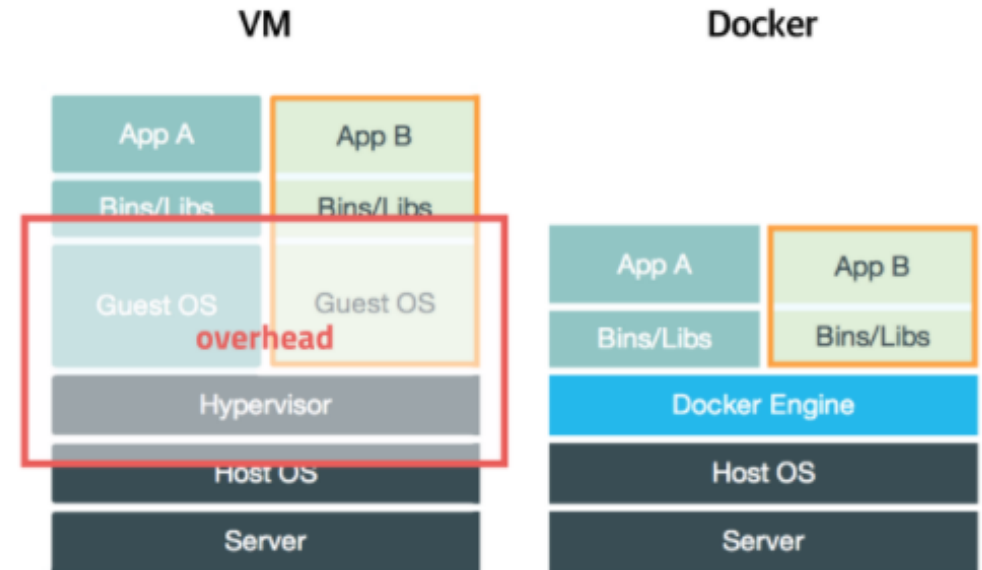 VM
App A
App B
Bins/Libs
Bins/Libs
Guest OS
Guest OS
overhead
Hypervisor
Host OS
Server
Docker
App A
App B
Bins/Libs
Bins/Libs
Docker Engine
Host OS
Server